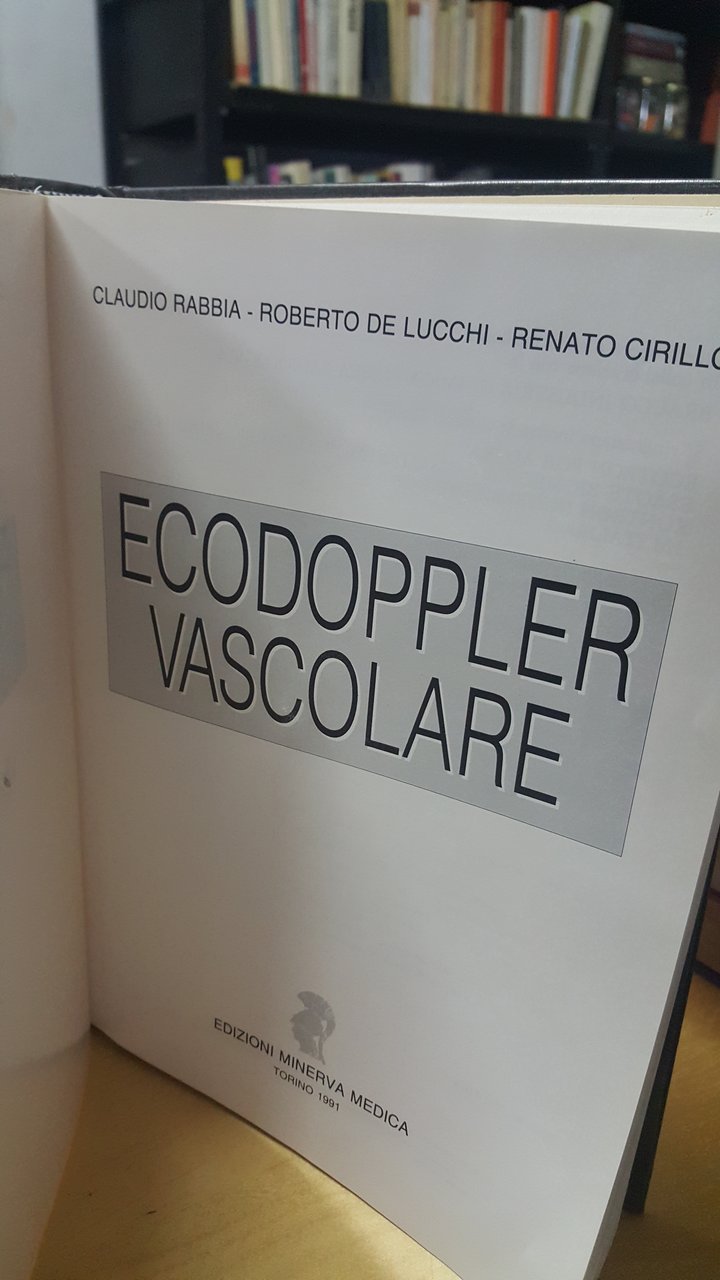 CLAUDIO RABBIA - ROBERTO DE LUCCHI - RENATO CIRILLO
ECODOPPLER
VASCOLARE
EDIZIONI MINERVA MEDICA
TORINO 1991